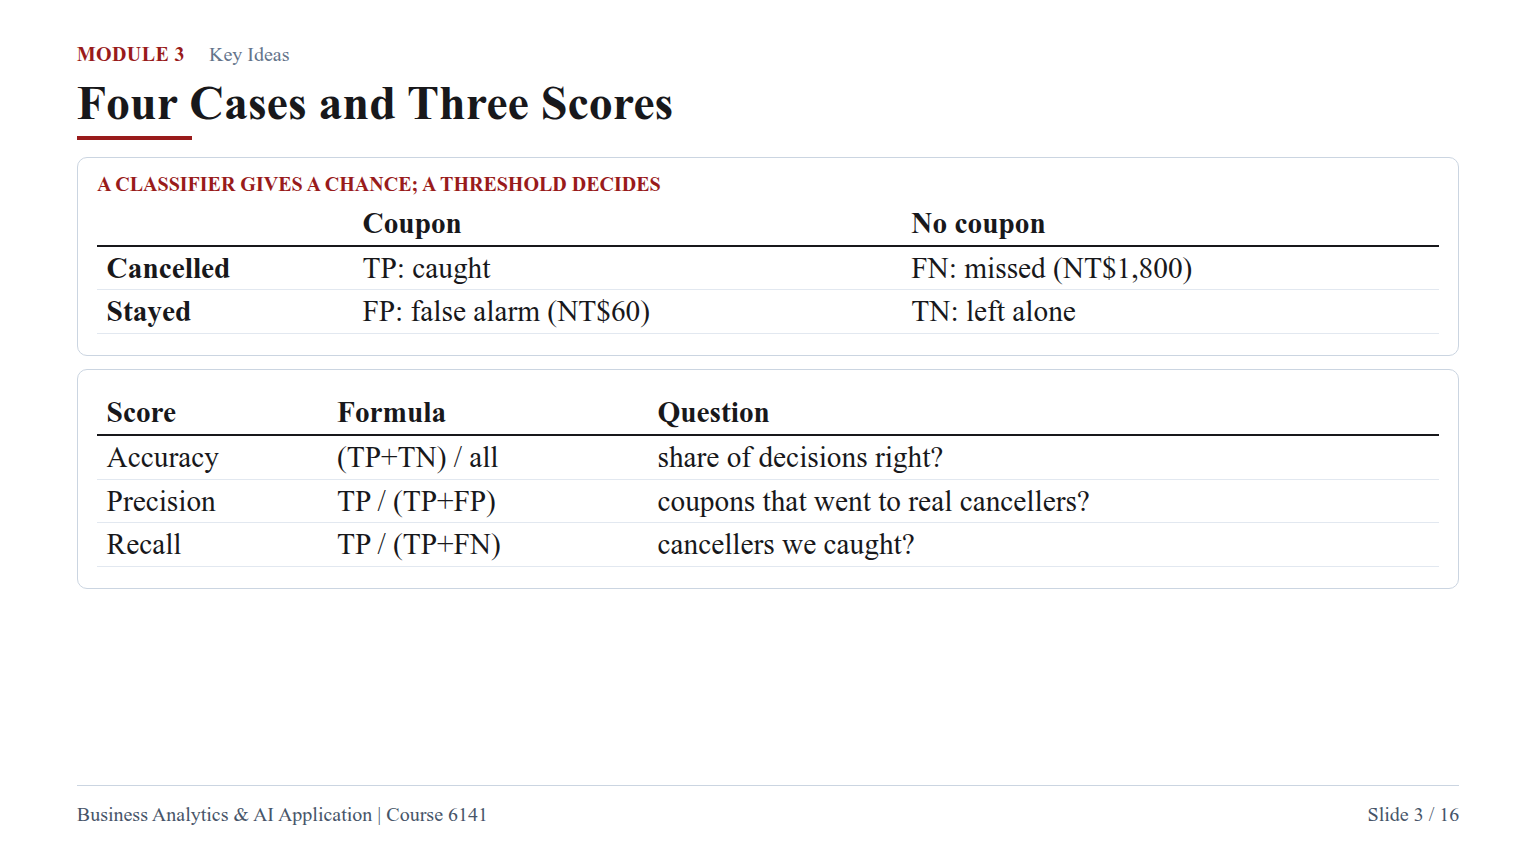 MODULE 3 Key Ideas
Four Cases and Three Scores
A CLASSIFIER GIVES A CHANCE; A THRESHOLD DECIDES
Coupon No coupon
Cancelled TP: caught FN: missed (NT$1,800)
Stayed FP: false alarm (NT$60) TN: left alone
Score Formula Question
Accuracy (TP+TN) / all share of decisions right?
Precision TP / (TP+FP) coupons that went to real cancellers?
Recall TP / (TP+FN) cancellers we caught?
Business Analytics & AI Application | Course 6141 Slide 3 / 16